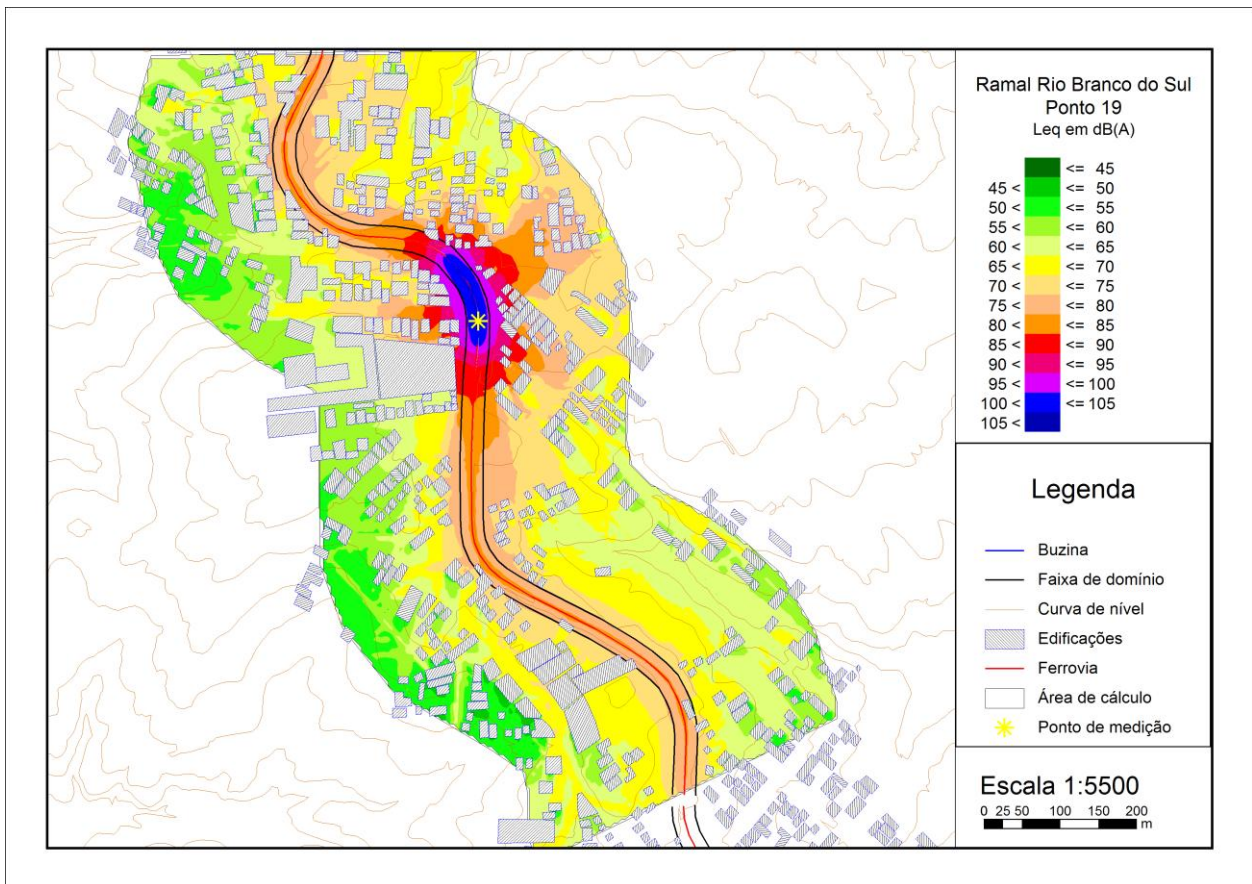 Ramal Rio Branco do Sul
Ponto 19
Leq em dB(A)
<= 45
45 < <= 50
50 < <= 55
55 < <= 60
60 < <= 65
65 < <= 70
70 < <= 75
75 < <= 80
80 < <= 85
85 < <= 90
90 < <= 95
95 < <= 100
100 < <= 105
105 <
Legenda
Buzina
Faixa de domínio
Curva de nível
Edificações
Ferrovia
Área de cálculo
Ponto de medição
Escala 1:5500
0 25 50 100 150 200
m